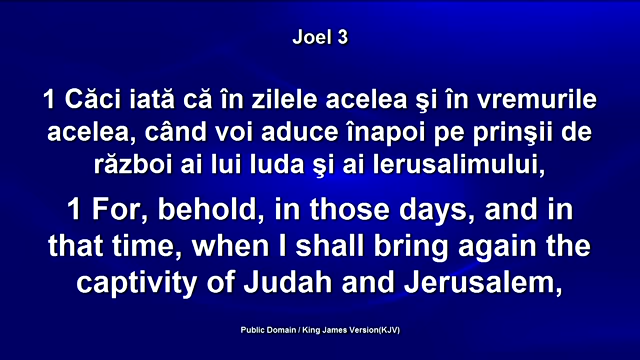 Joel 3
1 Căci iată că în zilele acelea şi în vremurile
acelea, când voi aduce înapoi pe prinşii de
război ai lui Iuda şi ai Ierusalimului,
1 For, behold, in those days, and in
that time, when I shall bring again the
captivity of Judah and Jerusalem,
Public Domain / King James Version(KJV)